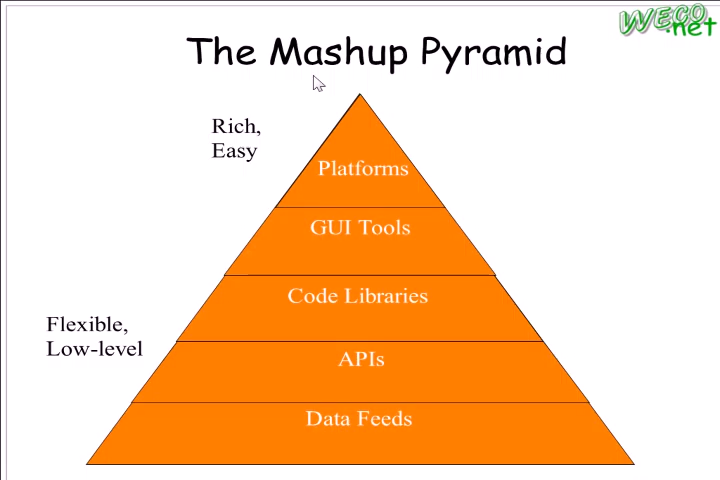 WECO
.net
The Mashup Pyramid
Rich,
Easy
Platforms
GUI Tools
Code Libraries
Flexible,
Low-level
APIs
Data Feeds